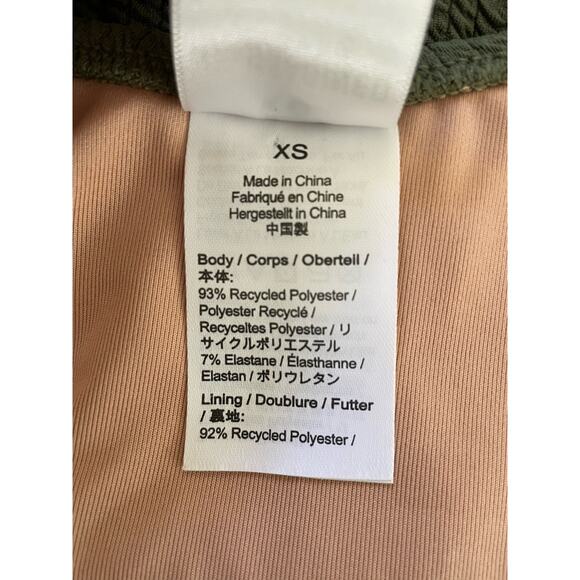 XS
Made in China
Fabriqué en Chine
Hergestellt in China
中国製
Body / Corps / Oberteil /
本体:
93% Recycled Polyester /
Polyester Recyclé /
Recyceltes Polyester / リ
サイクルポリエステル
7% Elastane / Élasthanne /
Elastan / ポリウレタン
Lining / Doublure / Futter
/ 裏地:
92% Recycled Polyester /